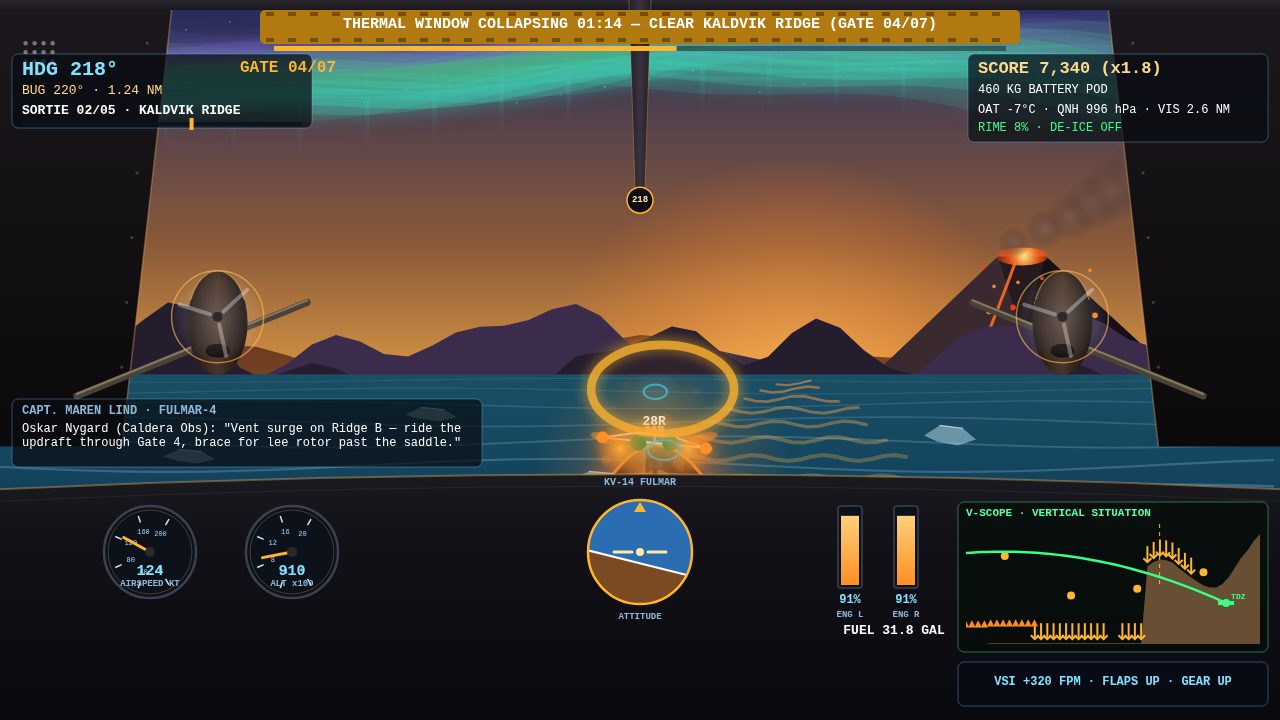 THERMAL WINDOW COLLAPSING 01:14 — CLEAR KALDVIK RIDGE (GATE 04/07)
HDG 218°
GATE 04/07
BUG 220° · 1.24 NM
SORTIE 02/05 · KALDVIK RIDGE
SCORE 7,340 (x1.8)
460 KG BATTERY POD
OAT -7°C · QNH 996 hPa · VIS 2.6 NM
RIME 8% · DE-ICE OFF
218
CAPT. MAREN LIND · FULMAR-4
Oskar Nygard (Caldera Obs): "Vent surge on Ridge B — ride the
updraft through Gate 4, brace for lee rotor past the saddle."
28R
KV-14 FULMAR
80
160
200
124
AIRSPEED KT
8
12
16
20
910
ALT x100
ATTITUDE
91%
ENG L
91%
ENG R
FUEL 31.8 GAL
V-SCOPE · VERTICAL SITUATION
TDZ
VSI +320 FPM · FLAPS UP · GEAR UP